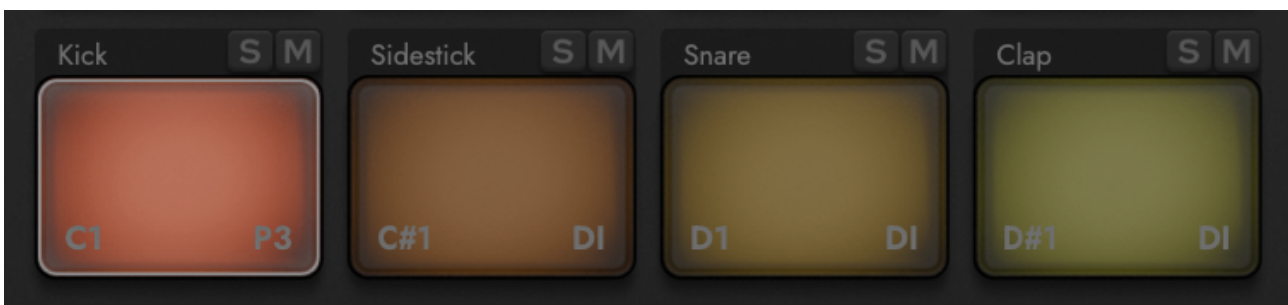 Kick S M Sidestick S M Snare S M Clap S M
C1 P3 C#1 DI D1 DI D#1 DI